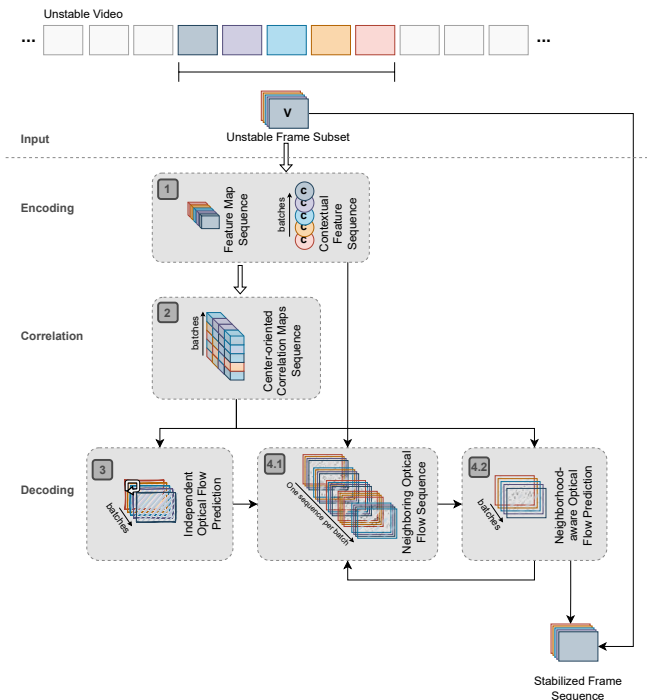 Unstable Video
...
...
V
Unstable Frame Subset
Input
1
Feature Map
Sequence
batches
C
C
C
C
C
Contextual
Feature
Sequence
Encoding
2
batches
Center-oriented
Correlation Maps
Sequence
Correlation
3
batches
Independent
Optical Flow
Prediction
4.1
One sequence per batch
Neighboring Optical
Flow Sequence
4.2
batches
Neighborhood-
aware Optical
Flow Prediction
Decoding
Stabilized Frame
Sequence